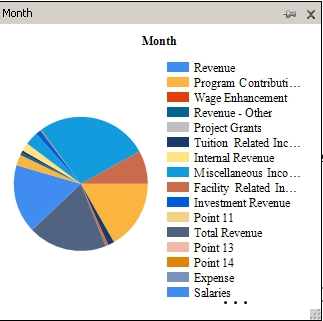 Month
Month
Revenue
Program Contributi...
Wage Enhancement
Revenue - Other
Project Grants
Tuition Related Inc...
Internal Revenue
Miscellaneous Inco...
Facility Related In...
Investment Revenue
Point 11
Total Revenue
Point 13
Point 14
Expense
Salaries
...